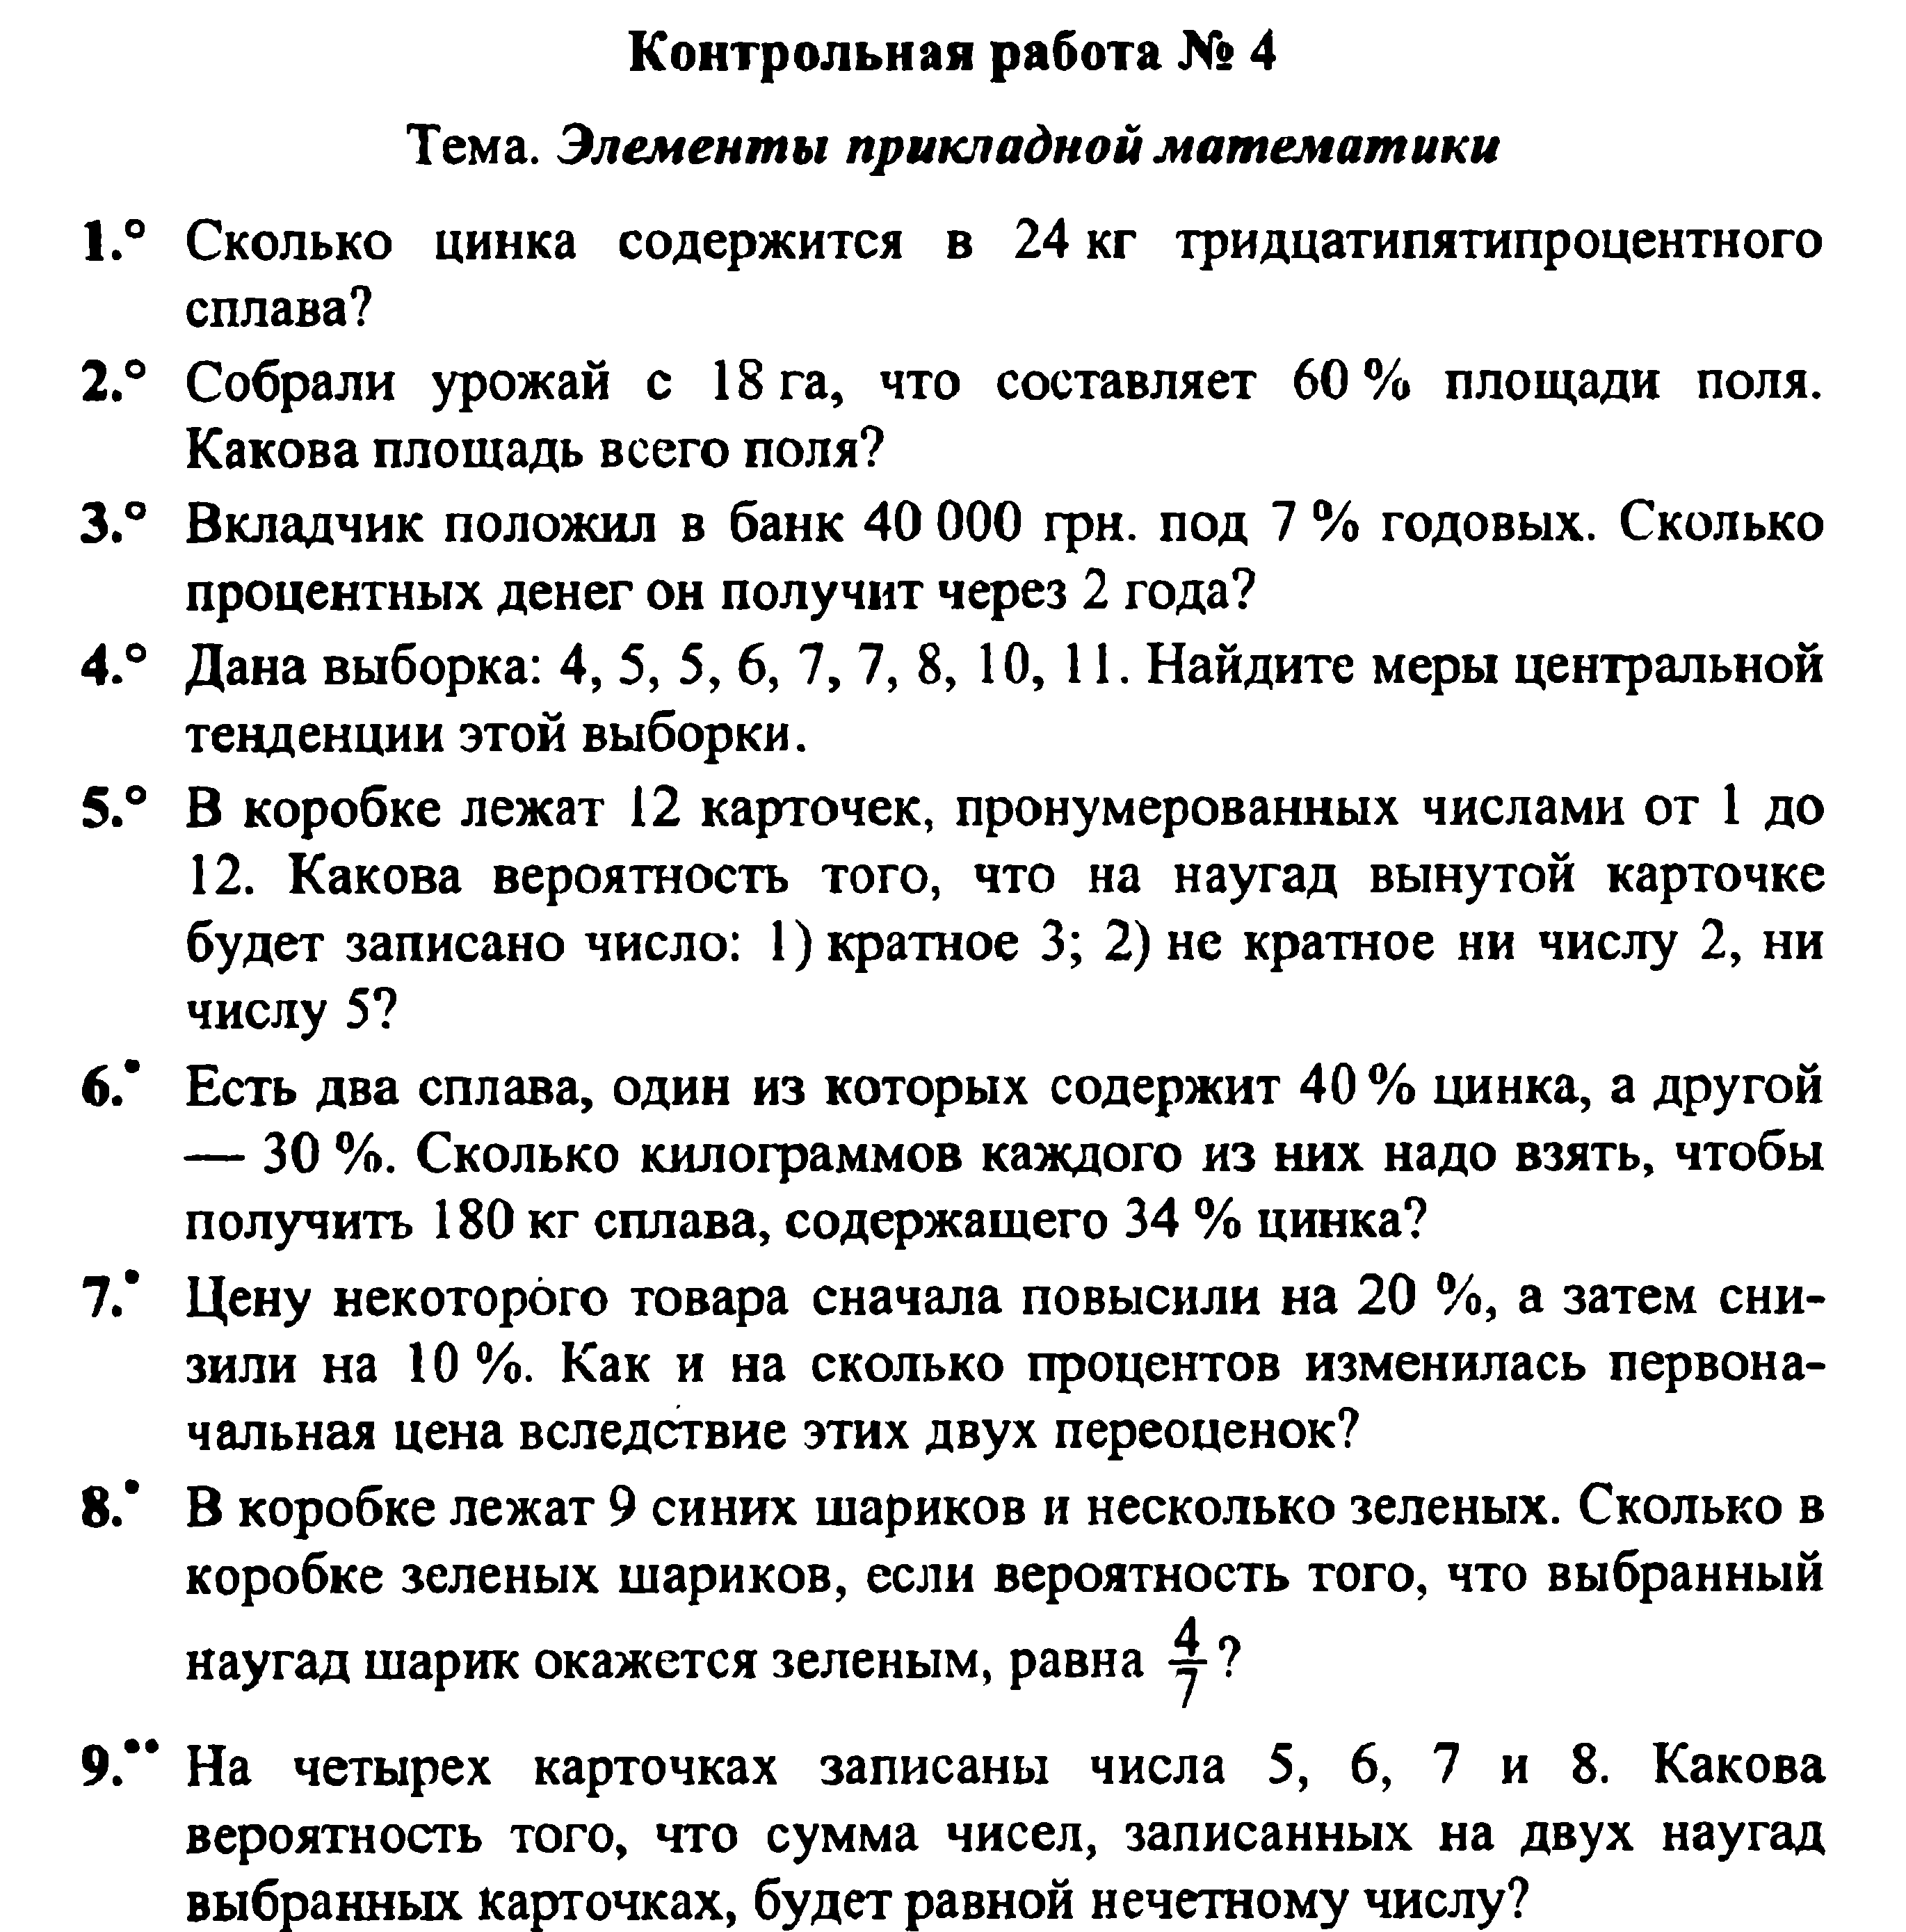 Контрольная работа № 4
Тема. Элементы прикладной математики
1.° Сколько цинка содержится в 24 кг тридцатипятипроцентного
сплава?
2.° Собрали урожай с 18 га, что составляет 60 % площади поля.
Какова площадь всего поля?
3.° Вкладчик положил в банк 40 000 грн. под 7 % годовых. Сколько
процентных денег он получит через 2 года?
4.° Дана выборка: 4, 5, 5, 6, 7, 7, 8, 10, 11. Найдите меры центральной
тенденции этой выборки.
5.° В коробке лежат 12 карточек, пронумерованных числами от 1 до
12. Какова вероятность того, что на наугад вынутой карточке
будет записано число: 1) кратное 3; 2) не кратное ни числу 2, ни
числу 5?
6.• Есть два сплава, один из которых содержит 40 % цинка, а другой
— 30 %. Сколько килограммов каждого из них надо взять, чтобы
получить 180 кг сплава, содержащего 34 % цинка?
7.• Цену некоторого товара сначала повысили на 20 %, а затем сни-
зили на 10 %. Как и на сколько процентов изменилась первона-
чальная цена вследствие этих двух переоценок?
8.• В коробке лежат 9 синих шариков и несколько зеленых. Сколько в
коробке зеленых шариков, если вероятность того, что выбранный
наугад шарик окажется зеленым, равна 4/7?
9.•• На четырех карточках записаны числа 5, 6, 7 и 8. Какова
вероятность того, что сумма чисел, записанных на двух наугад
выбранных карточках, будет равной нечетному числу?